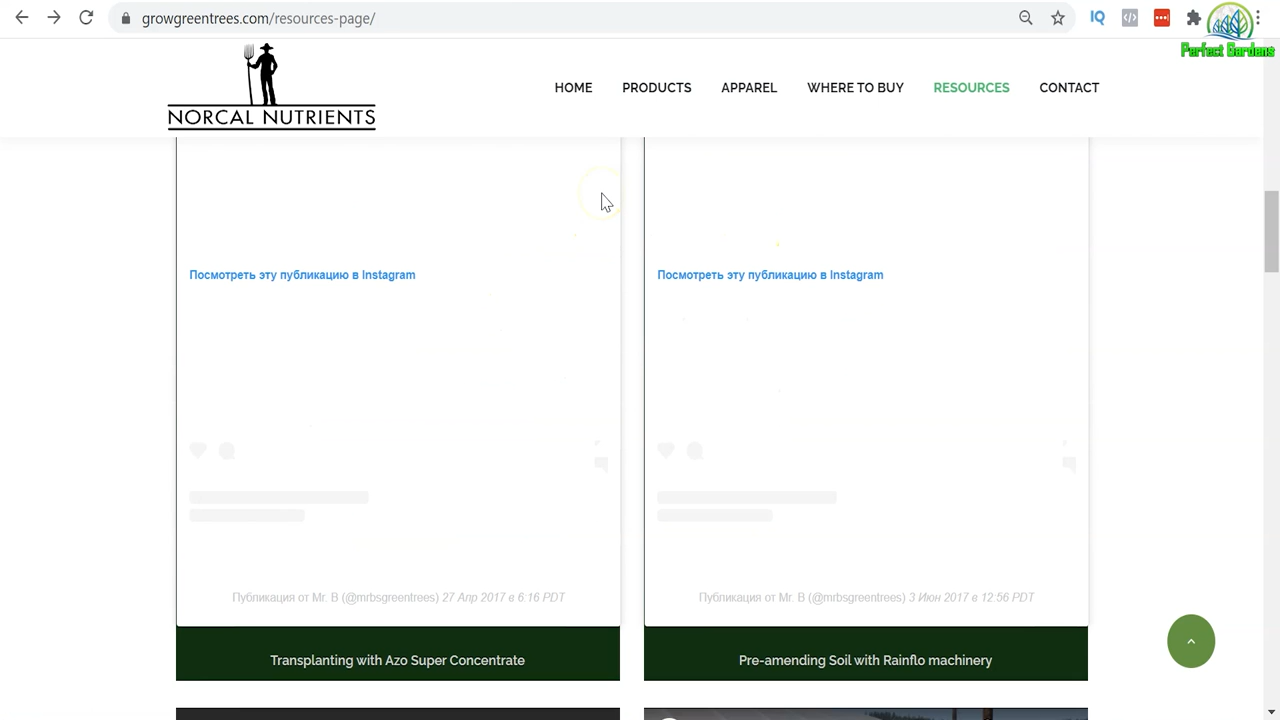 growgreentrees.com/resources-page/
IQ
Perfect Gardens
NORCAL NUTRIENTS
HOME PRODUCTS APPAREL WHERE TO BUY RESOURCES CONTACT
Посмотреть эту публикацию в Instagram
Посмотреть эту публикацию в Instagram
Публикация от Mr. B (@mrbsgreentrees) 27 Апр 2017 в 6:16 PDT
Публикация от Mr. B (@mrbsgreentrees) 3 Июн 2017 в 12:56 PDT
Transplanting with Azo Super Concentrate
Pre-amending Soil with Rainflo machinery